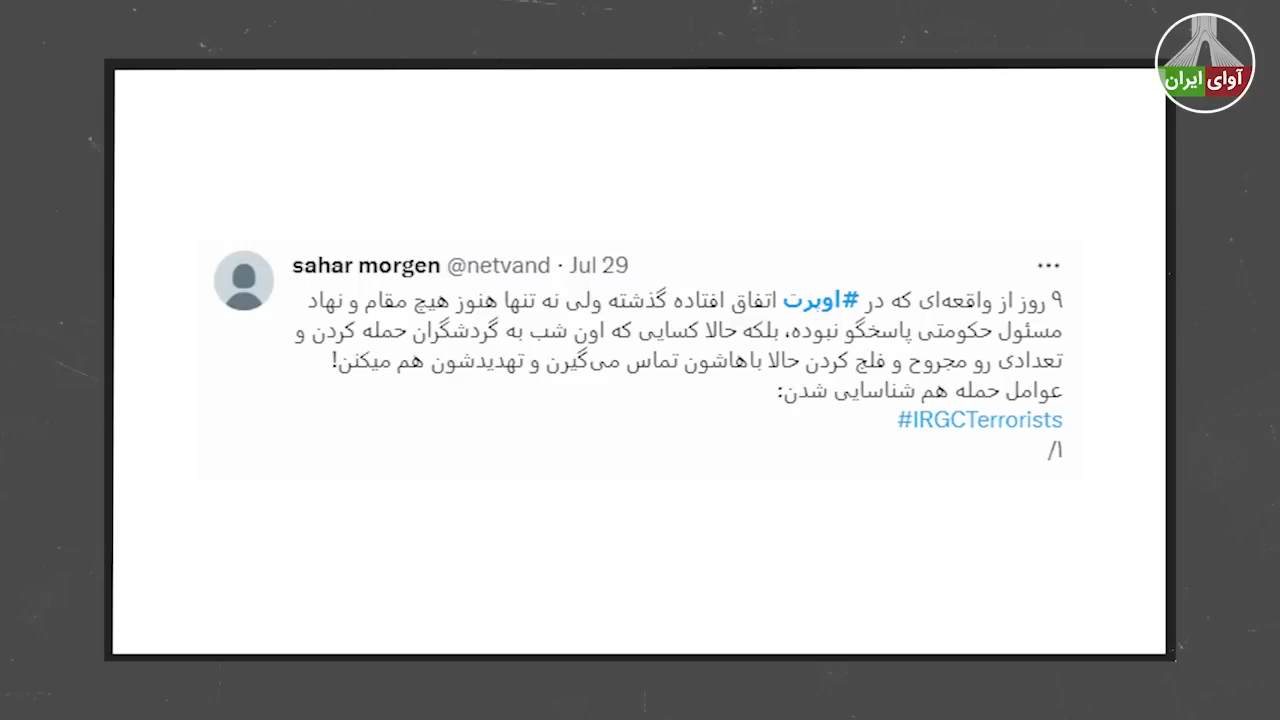 آوای ایران
sahar morgen @netvand · Jul 29
۹ روز از واقعه‌ای که در #اوبرت اتفاق افتاده گذشته ولی نه تنها هنوز هیچ مقام و نهاد
مسئول حکومتی پاسخگو نبوده، بلکه حالا کسایی که اون شب به گردشگران حمله کردن و
تعدادی رو مجروح و فلج کردن حالا باهاشون تماس می‌گیرن و تهدیدشون هم میکنن!
عوامل حمله هم شناسایی شدن:
#IRGCTerrorists
۱/